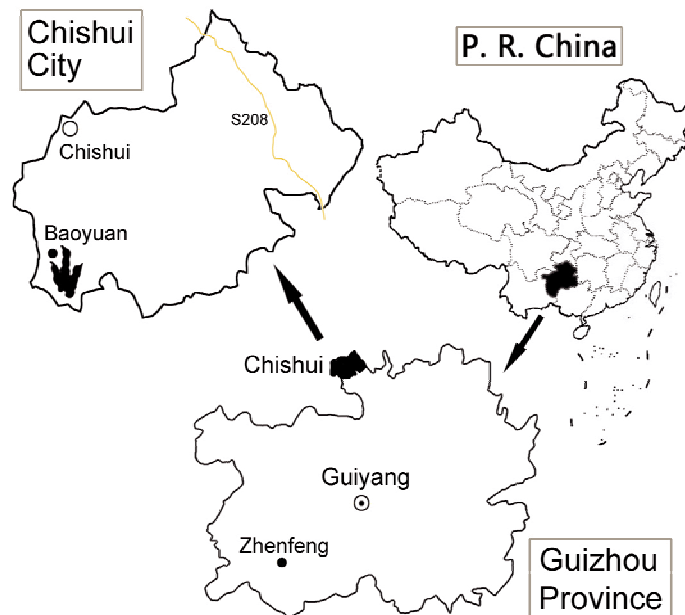 Chishui
City
P. R. China
S208
Chishui
Baoyuan
Chishui
Guiyang
Zhenfeng
Guizhou
Province